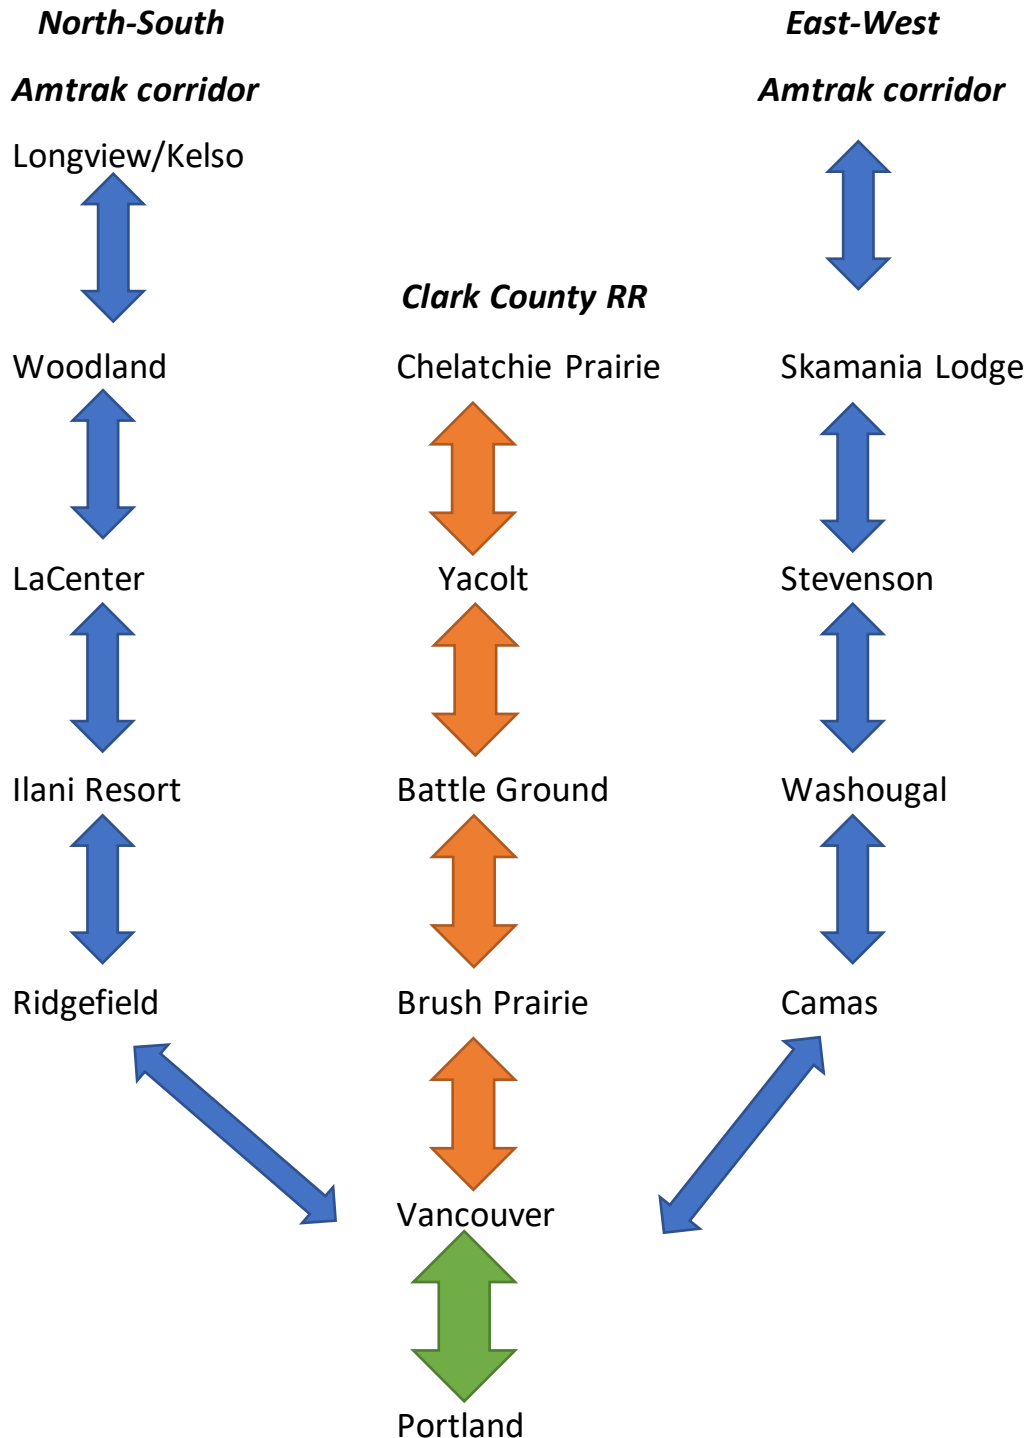 North-South
Amtrak corridor
Longview/Kelso
Woodland
LaCenter
Ilani Resort
Ridgefield
Clark County RR
Chelatchie Prairie
Yacolt
Battle Ground
Brush Prairie
Vancouver
Portland
East-West
Amtrak corridor
Skamania Lodge
Stevenson
Washougal
Camas